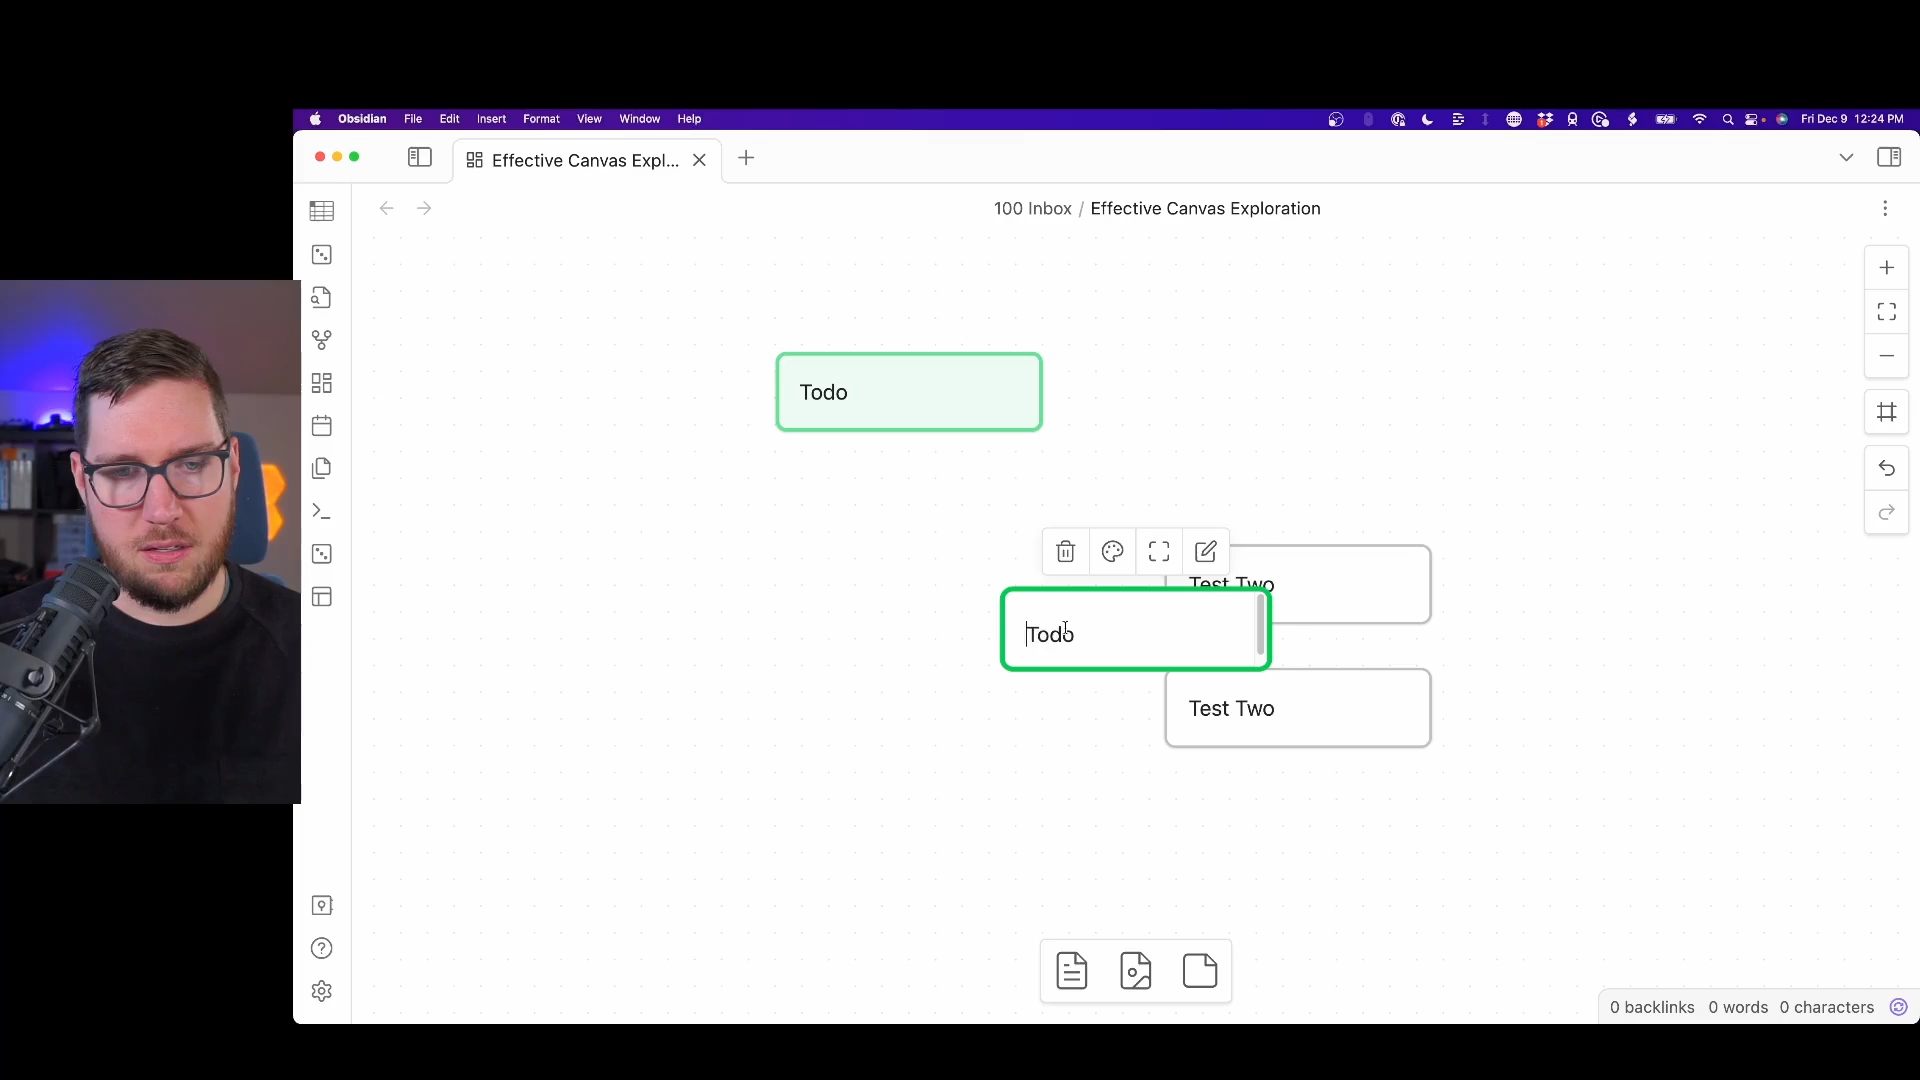 Obsidian File Edit Insert Format View Window Help Fri Dec 9 12:24 PM
Effective Canvas Expl...
100 Inbox / Effective Canvas Exploration
Todo
Test Two
Todo
Test Two
0 backlinks 0 words 0 characters